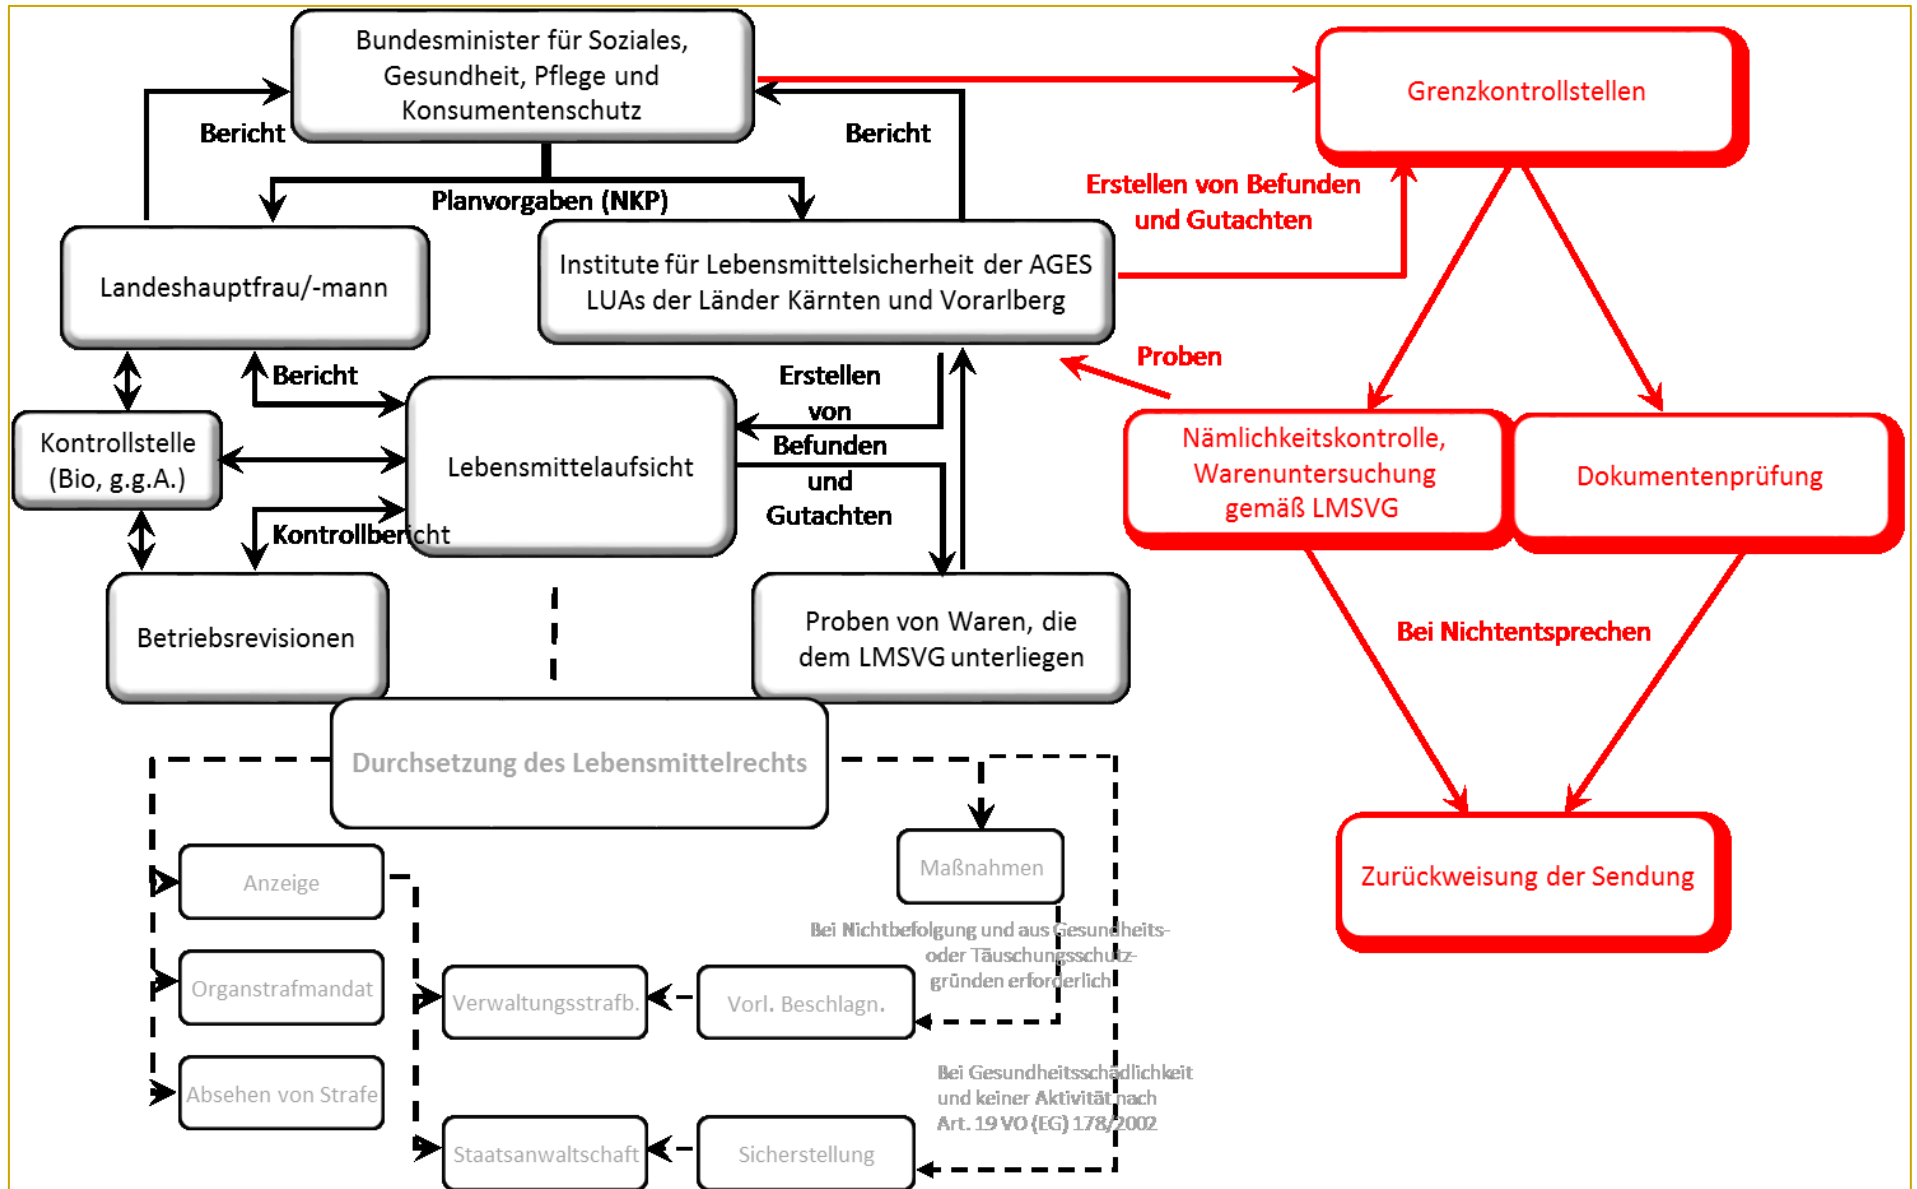 Bundesminister für Soziales,
Gesundheit, Pflege und
Konsumentenschutz
Grenzkontrollstellen
Bericht
Bericht
Planvorgaben (NKP)
Erstellen von Befunden
und Gutachten
Landeshauptfrau/-mann
Institute für Lebensmittelsicherheit der AGES
LUAs der Länder Kärnten und Vorarlberg
Proben
Bericht
Erstellen
von
Befunden
und
Gutachten
Kontrollstelle
(Bio, g.g.A.)
Lebensmittelaufsicht
Nämlichkeitskontrolle,
Warenuntersuchung
gemäß LMSVG
Dokumentenprüfung
Kontrollbericht
Betriebsrevisionen
Proben von Waren, die
dem LMSVG unterliegen
Bei Nichtentsprechen
Durchsetzung des Lebensmittelrechts
Maßnahmen
Zurückweisung der Sendung
Anzeige
Bei Nichtbefolgung und aus Gesundheits-
oder Täuschungsschutz-
gründen erforderlich
Organstrafmandat
Verwaltungsstrafb.
Vorl. Beschlagn.
Absehen von Strafe
Bei Gesundheitsschädlichkeit
und keiner Aktivität nach
Art. 19 VO (EG) 178/2002
Staatsanwaltschaft
Sicherstellung